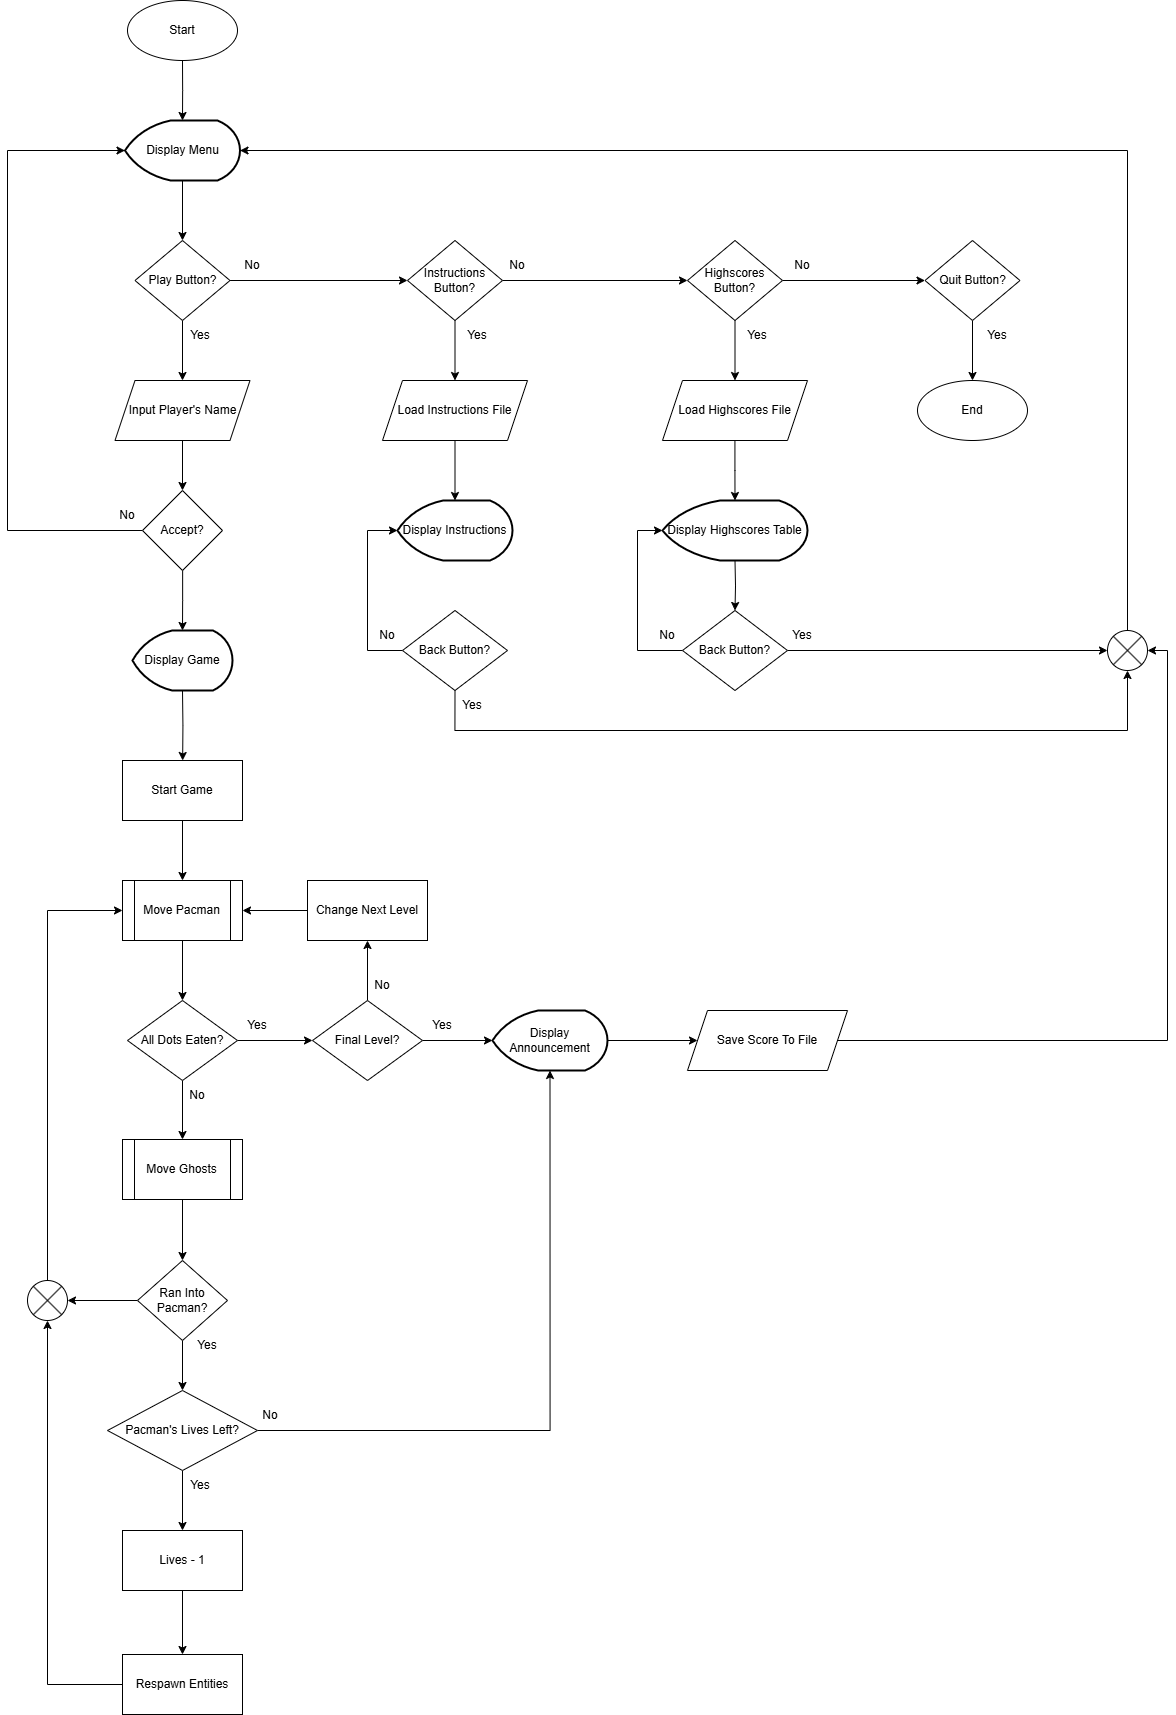 Start
Display Menu
No
No
No
Play Button?
Instructions
Button?
Highscores
Button?
Quit Button?
Yes
Yes
Yes
Yes
Input Player's Name
Load Instructions File
Load Highscores File
End
No
Accept?
Display Instructions
Display Highscores Table
No
No
Yes
Display Game
Back Button?
Back Button?
Yes
Start Game
Move Pacman
Change Next Level
No
Yes
Yes
All Dots Eaten?
Final Level?
Display
Announcement
Save Score To File
No
Move Ghosts
Ran Into
Pacman?
Yes
No
Pacman's Lives Left?
Yes
Lives - 1
Respawn Entities